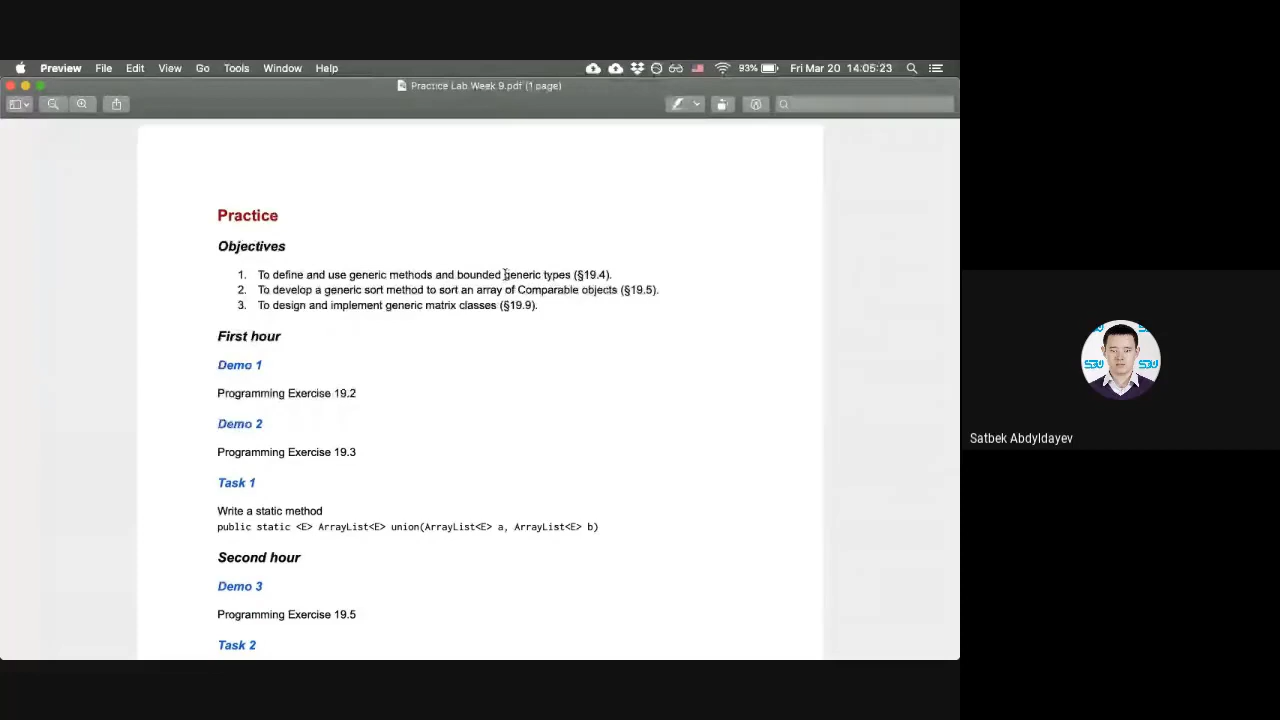 Preview File Edit View Go Tools Window Help 93% Fri Mar 20 14:05:23
Practice Lab Week 9.pdf (1 page)
Practice
Objectives
1. To define and use generic methods and bounded generic types (§19.4).
2. To develop a generic sort method to sort an array of Comparable objects (§19.5).
3. To design and implement generic matrix classes (§19.9).
First hour
Demo 1
Programming Exercise 19.2
Demo 2
Programming Exercise 19.3
Task 1
Write a static method
public static <E> ArrayList<E> union(ArrayList<E> a, ArrayList<E> b)
Second hour
Demo 3
Programming Exercise 19.5
Task 2
Satbek Abdyldayev